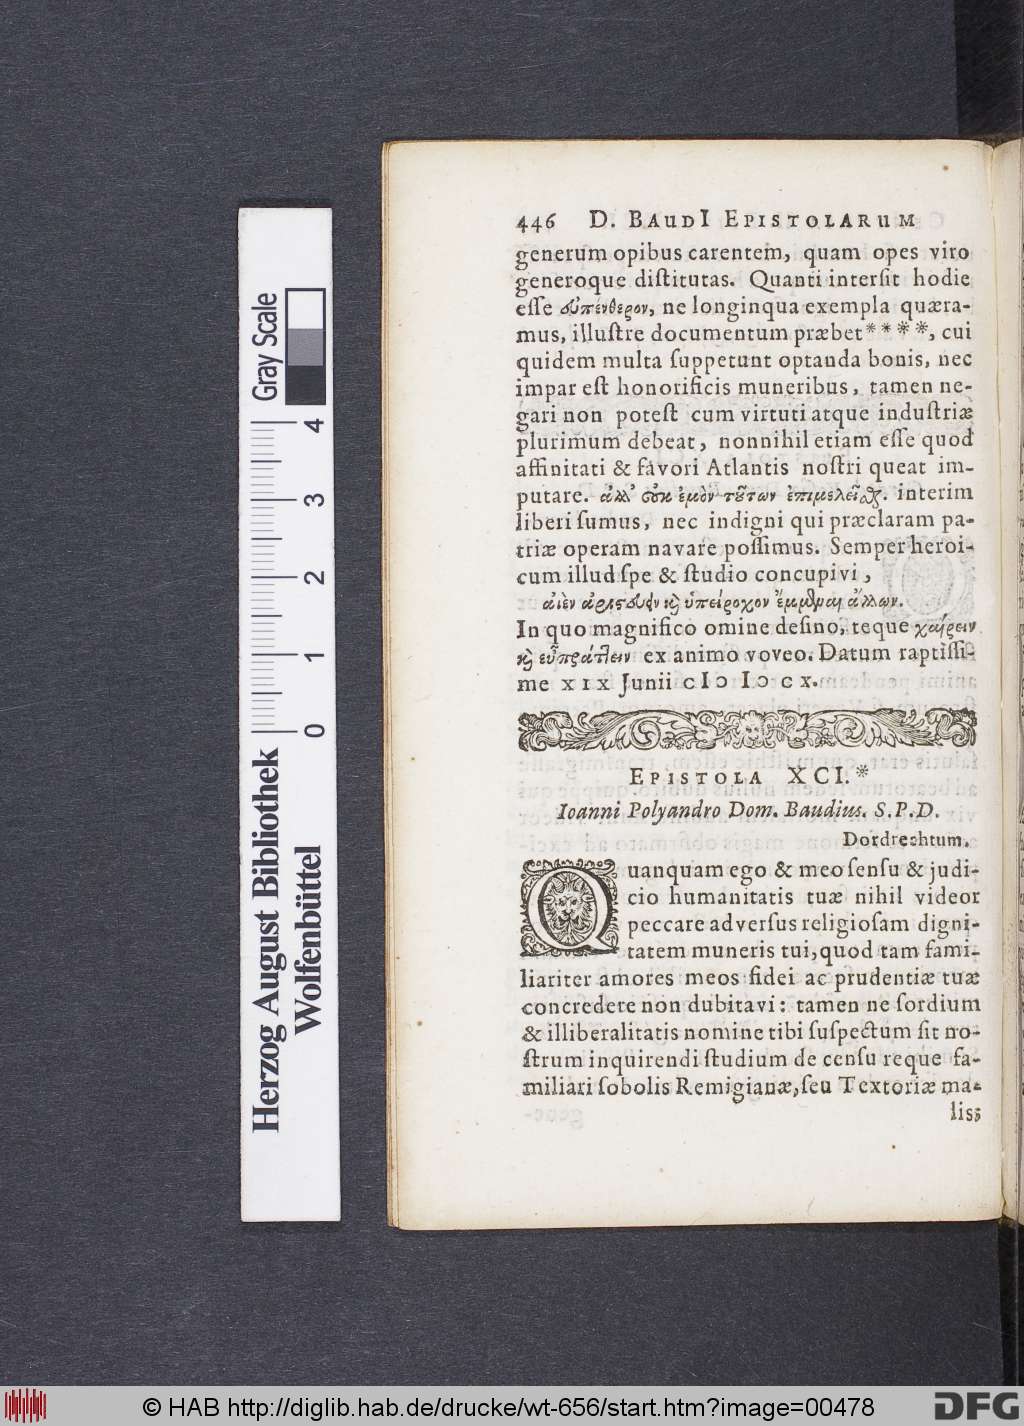 446 D. BAUDI EPISTOLARUM
generum opibus carentem, quam opes viro
generoque distitutas. Quanti intersit hodie
esse εὐπένθερον, ne longinqua exempla quæra-
mus, illustre documentum præbet * * * *, cui
quidem multa suppetunt optanda bonis, nec
impar est honorificis muneribus, tamen ne-
gari non potest cum virtuti atque industriæ
plurimum debeat, nonnihil etiam esse quod
affinitati & favori Atlantis nostri queat im-
putare. ἀλλ' οὐκ ἐμὸν τούτων ἐπιμελεῖσθαι. interim
liberi sumus, nec indigni qui præclaram pa-
triæ operam navare possimus. Semper heroi-
cum illud spe & studio concupivi,
αἰὲν ἀριστεύειν καὶ ὑπείροχον ἔμμεναι ἄλλων.
In quo magnifico omine desino, teque χαίρειν
καὶ εὖ πράττειν ex animo voveo. Datum raptissi-
me XIX Junii CIƆ IƆ CX.
EPISTOLA XCI.*
Ioanni Polyandro Dom. Baudius. S.P.D.
Dordrechtum.
Quanquam ego & meo sensu & judi-
cio humanitatis tuæ nihil videor
peccare adversus religiosam digni-
tatem muneris tui, quod tam fami-
liariter amores meos fidei ac prudentiæ tuæ
concredere non dubitavi: tamen ne sordium
& illiberalitatis nomine tibi suspectum sit no-
strum inquirendi studium de censu reque fa-
miliari sobolis Remigianæ, seu Textoriæ ma-
lis;
Gray Scale
0 1 2 3 4
Herzog August Bibliothek
Wolfenbüttel
© HAB http://diglib.hab.de/drucke/wt-656/start.htm?image=00478
DFG